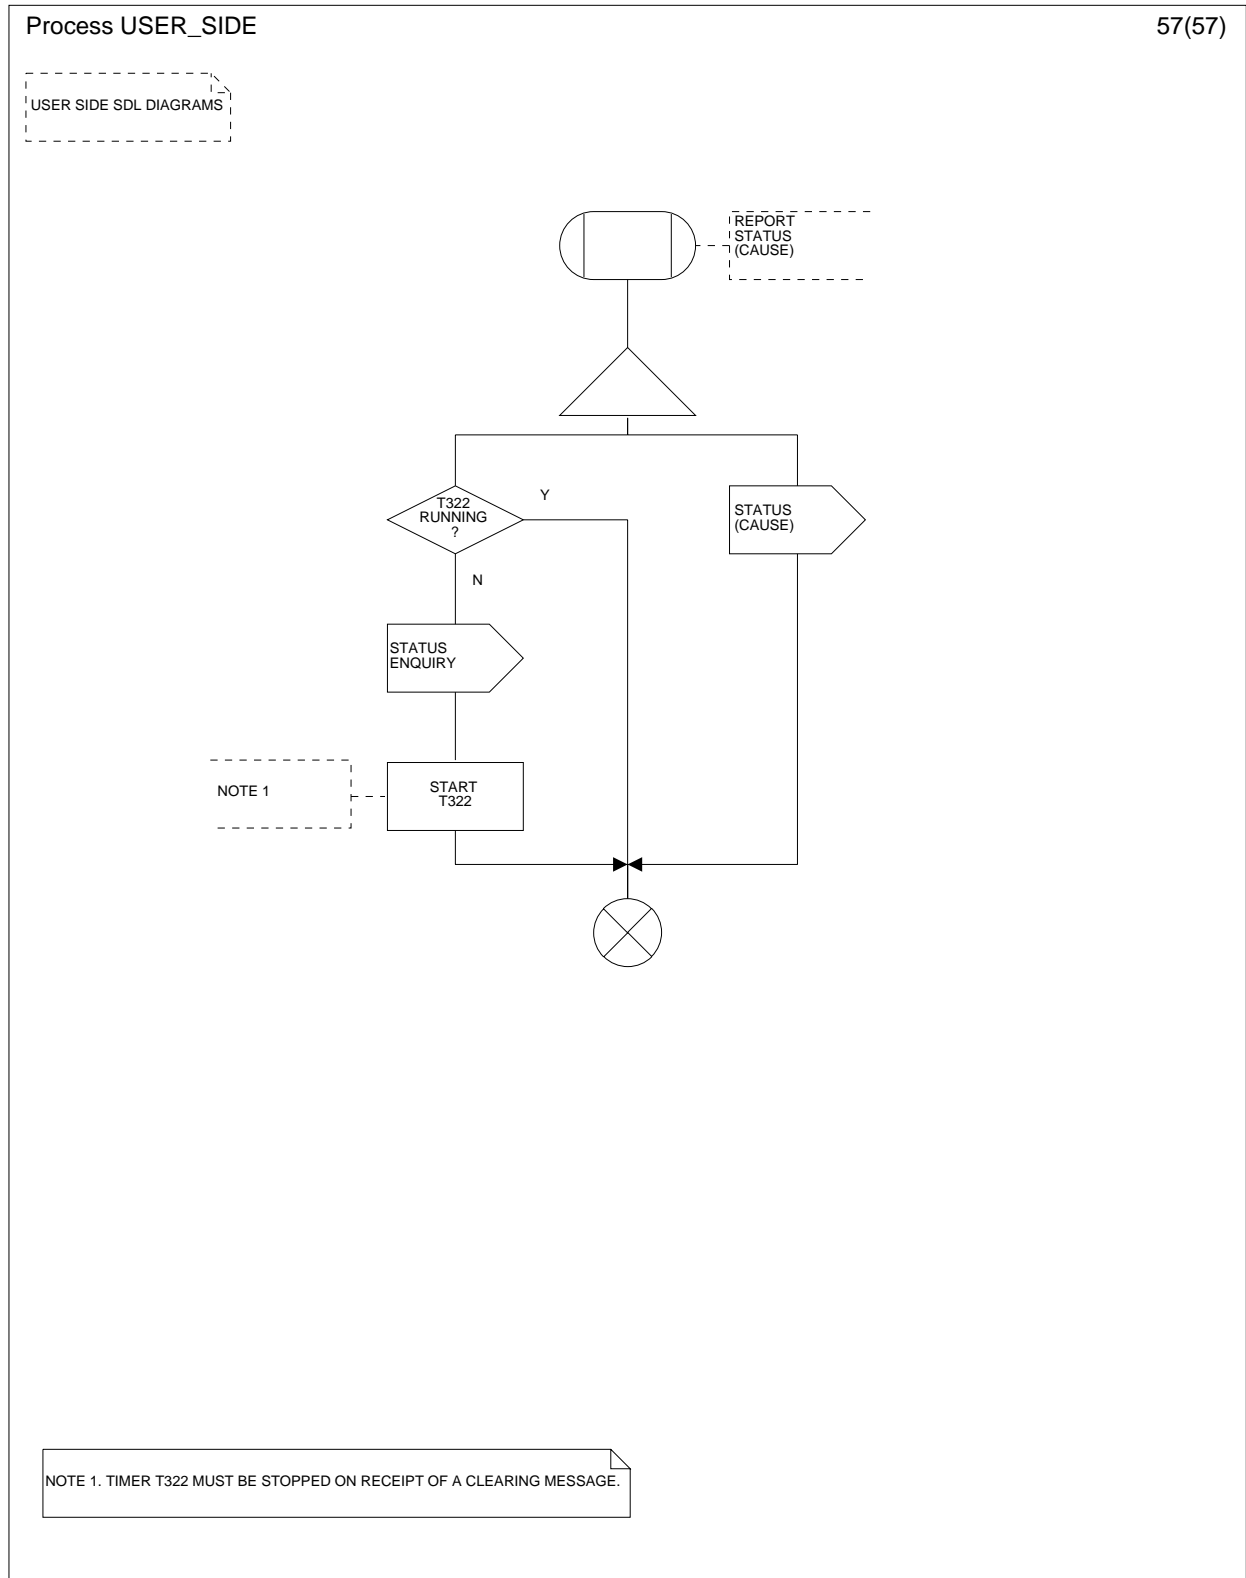 Process USER_SIDE
57(57)
USER SIDE SDL DIAGRAMS
REPORT
STATUS
(CAUSE)
T322
RUNNING
?
Y
STATUS
(CAUSE)
N
STATUS
ENQUIRY
NOTE 1
START
T322
NOTE 1. TIMER T322 MUST BE STOPPED ON RECEIPT OF A CLEARING MESSAGE.